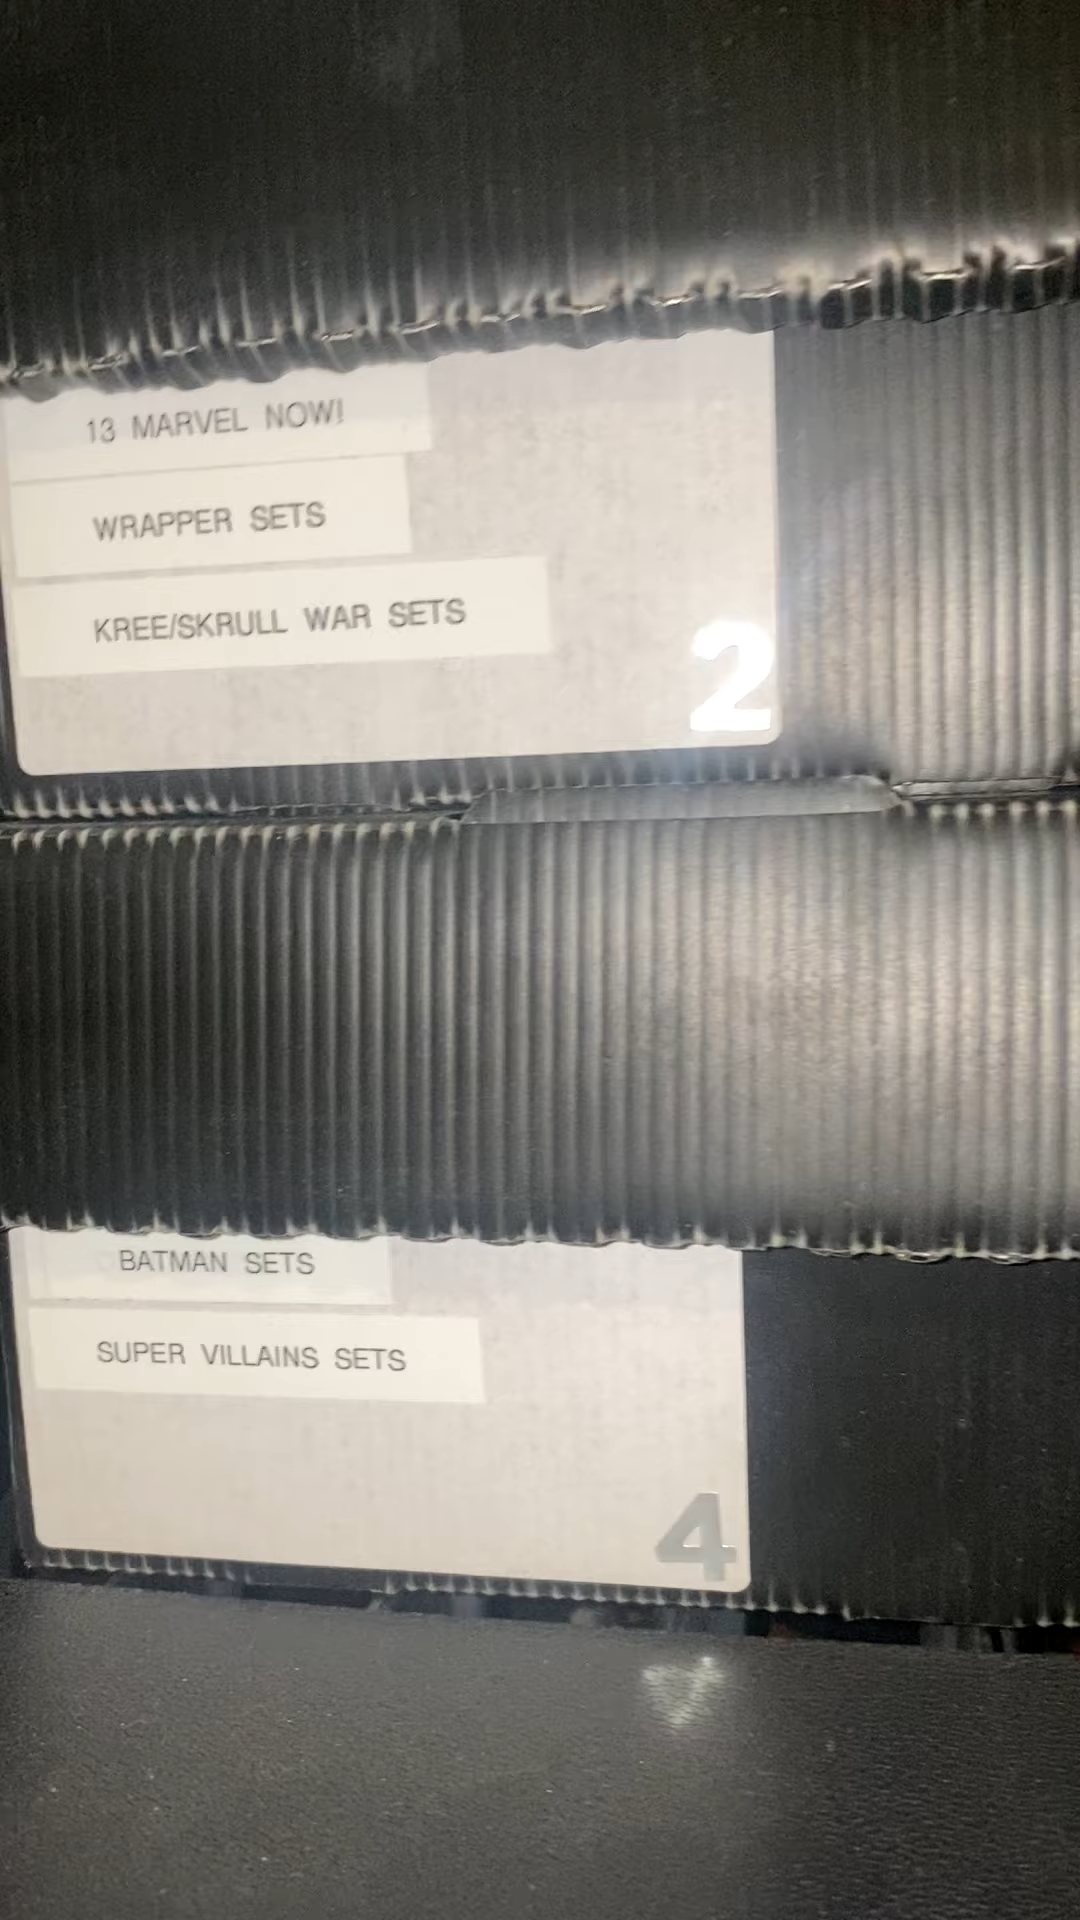 13 MARVEL NOW!
WRAPPER SETS
KREE/SKRULL WAR SETS
2
BATMAN SETS
SUPER VILLAINS SETS
4